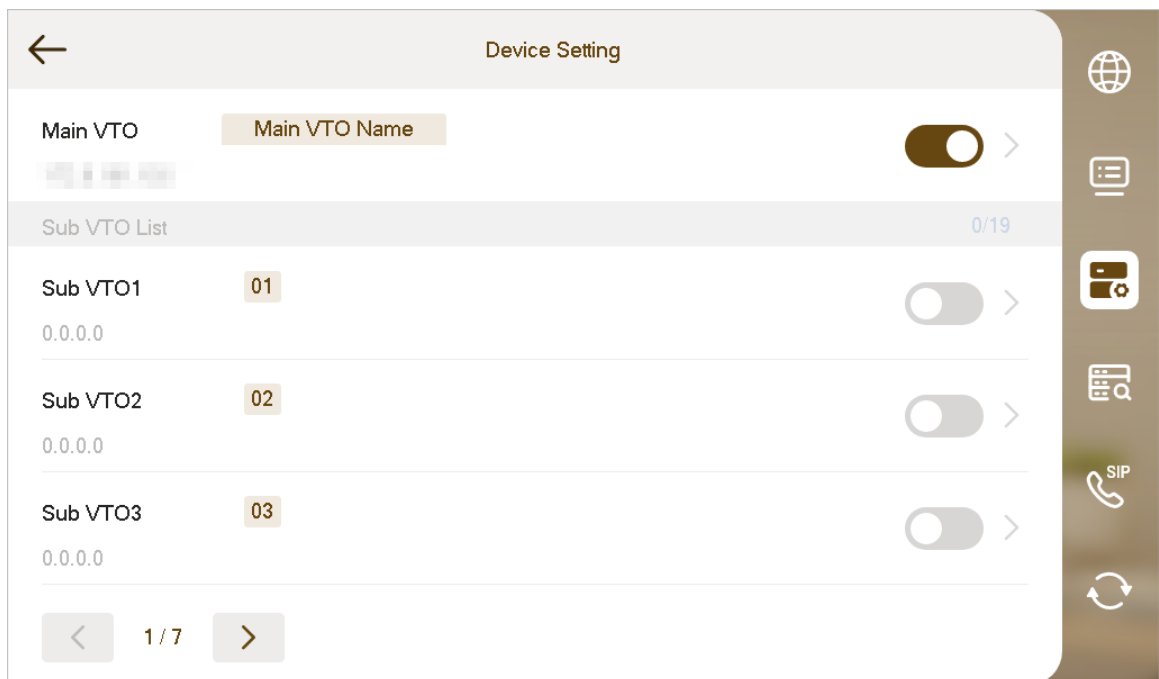 Device Setting
Main VTO Main VTO Name
Sub VTO List 0/19
Sub VTO1 01
0.0.0.0
Sub VTO2 02
0.0.0.0
Sub VTO3 03
0.0.0.0
SIP
1 / 7